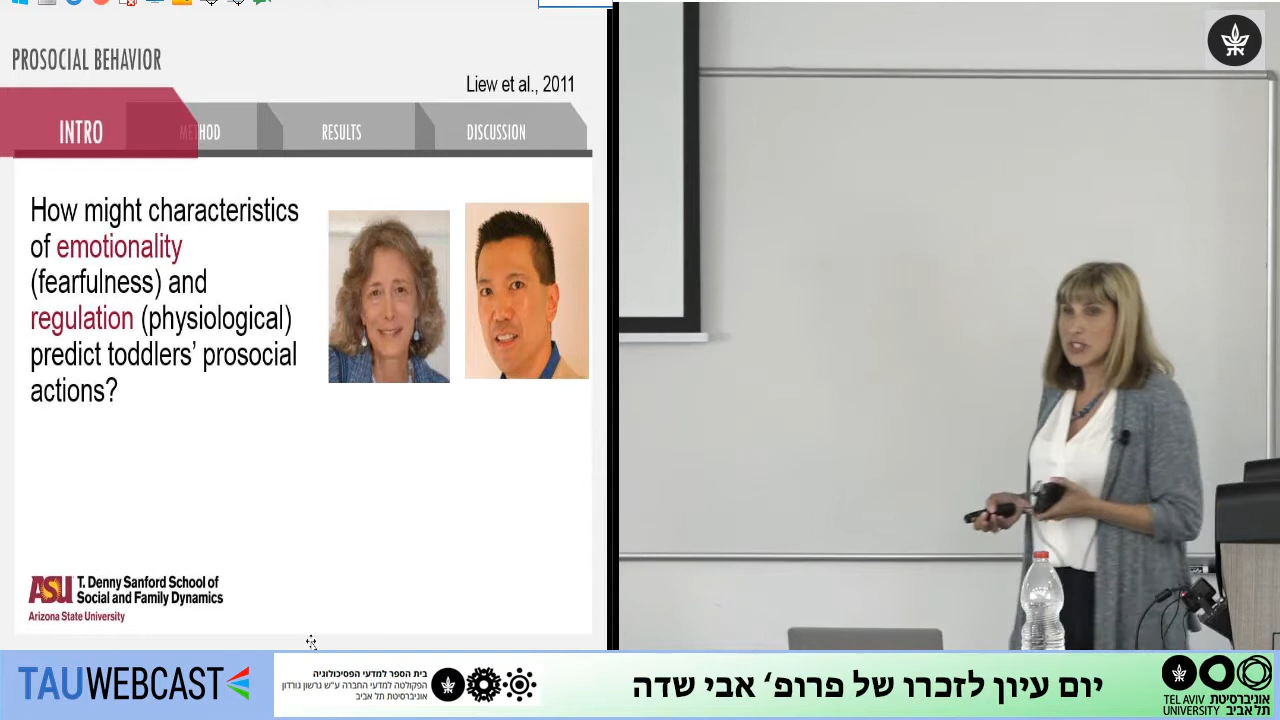 PROSOCIAL BEHAVIOR
Liew et al., 2011
INTRO
METHOD
RESULTS
DISCUSSION
How might characteristics
of emotionality
(fearfulness) and
regulation (physiological)
predict toddlers' prosocial
actions?
ASU T. Denny Sanford School of
Social and Family Dynamics
Arizona State University
TAUWEBCAST
בית הספר למדעי הפסיכולוגיה
הפקולטה למדעי החברה ע"ש גרשון גורדון
אוניברסיטת תל אביב
יום עיון לזכרו של פרופ' אבי שדה
TEL AVIV UNIVERSITY
אוניברסיטת תל אביב